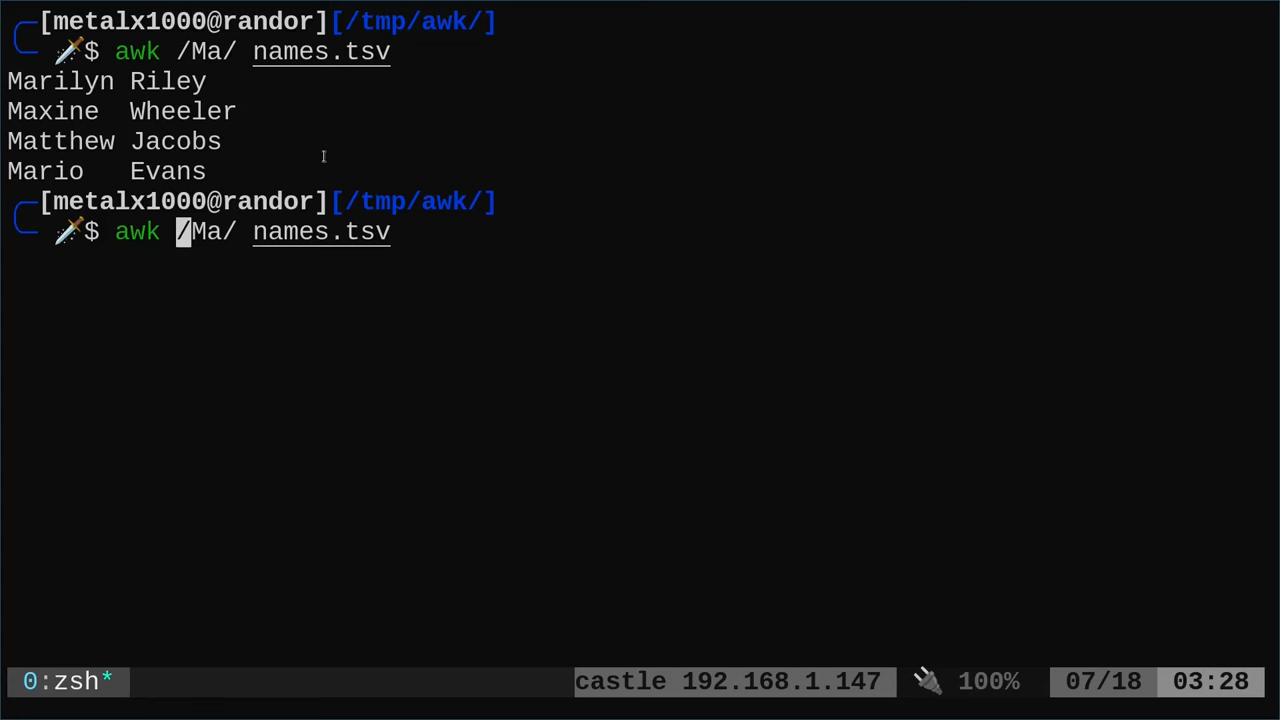 [metalx1000@randor][/tmp/awk/]
🗡️$ awk /Ma/ names.tsv
Marilyn Riley
Maxine  Wheeler
Matthew Jacobs
Mario   Evans
[metalx1000@randor][/tmp/awk/]
🗡️$ awk /Ma/ names.tsv
0:zsh* castle 192.168.1.147 🔌 100% 07/18 03:28